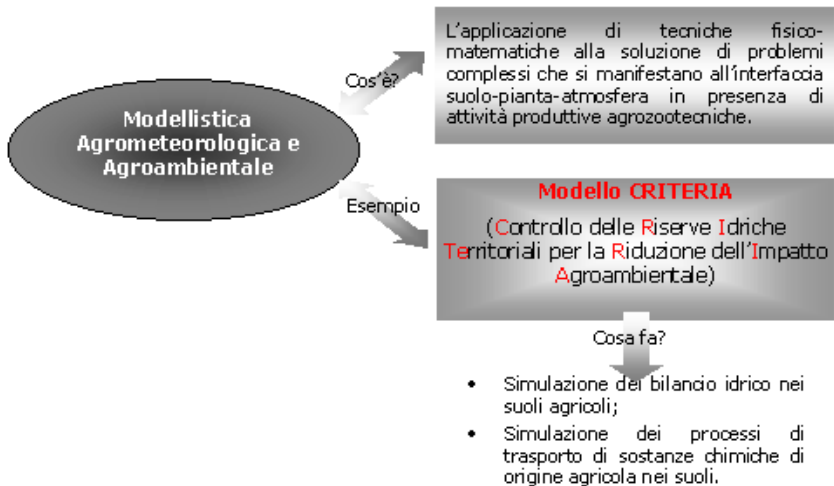 L'applicazione di tecniche fisico-
matematiche alla soluzione di problemi
complessi che si manifestano all'interfaccia
suolo-pianta-atmosfera in presenza di
attività produttive agrozootecniche.
Cos'è?
Modellistica
Agrometeorologica e
Agroambientale
Esempio
Modello CRITERIA
(Controllo delle Riserve Idriche
Territoriali per la Riduzione dell'Impatto
Agroambientale)
Cosa fa?
• Simulazione del bilancio idrico nei
suoli agricoli;
• Simulazione dei processi di
trasporto di sostanze chimiche di
origine agricola nei suoli.